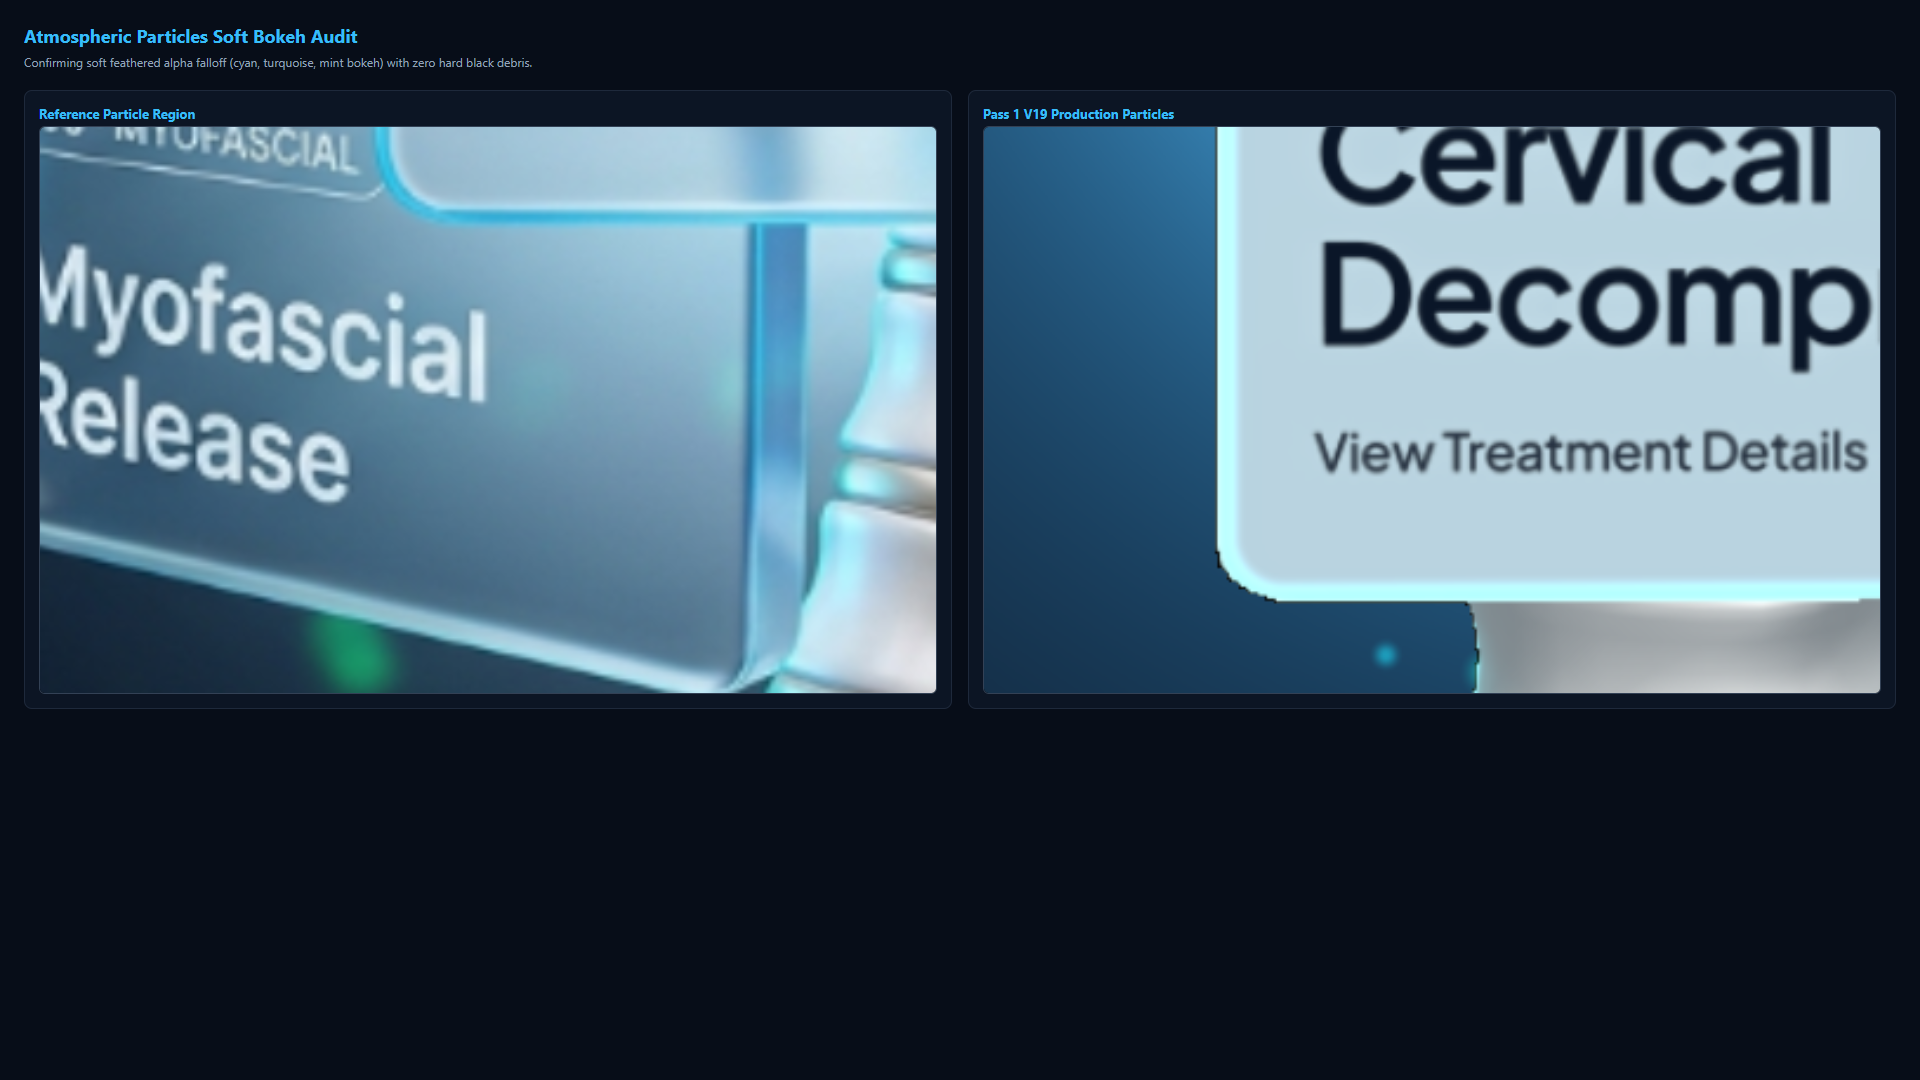 Atmospheric Particles Soft Bokeh Audit
Confirming soft feathered alpha falloff (cyan, turquoise, mint bokeh) with zero hard black debris.
Reference Particle Region
MYOFASCIAL
Myofascial
Release
Pass 1 V19 Production Particles
Cervical
Decomp
View Treatment Details